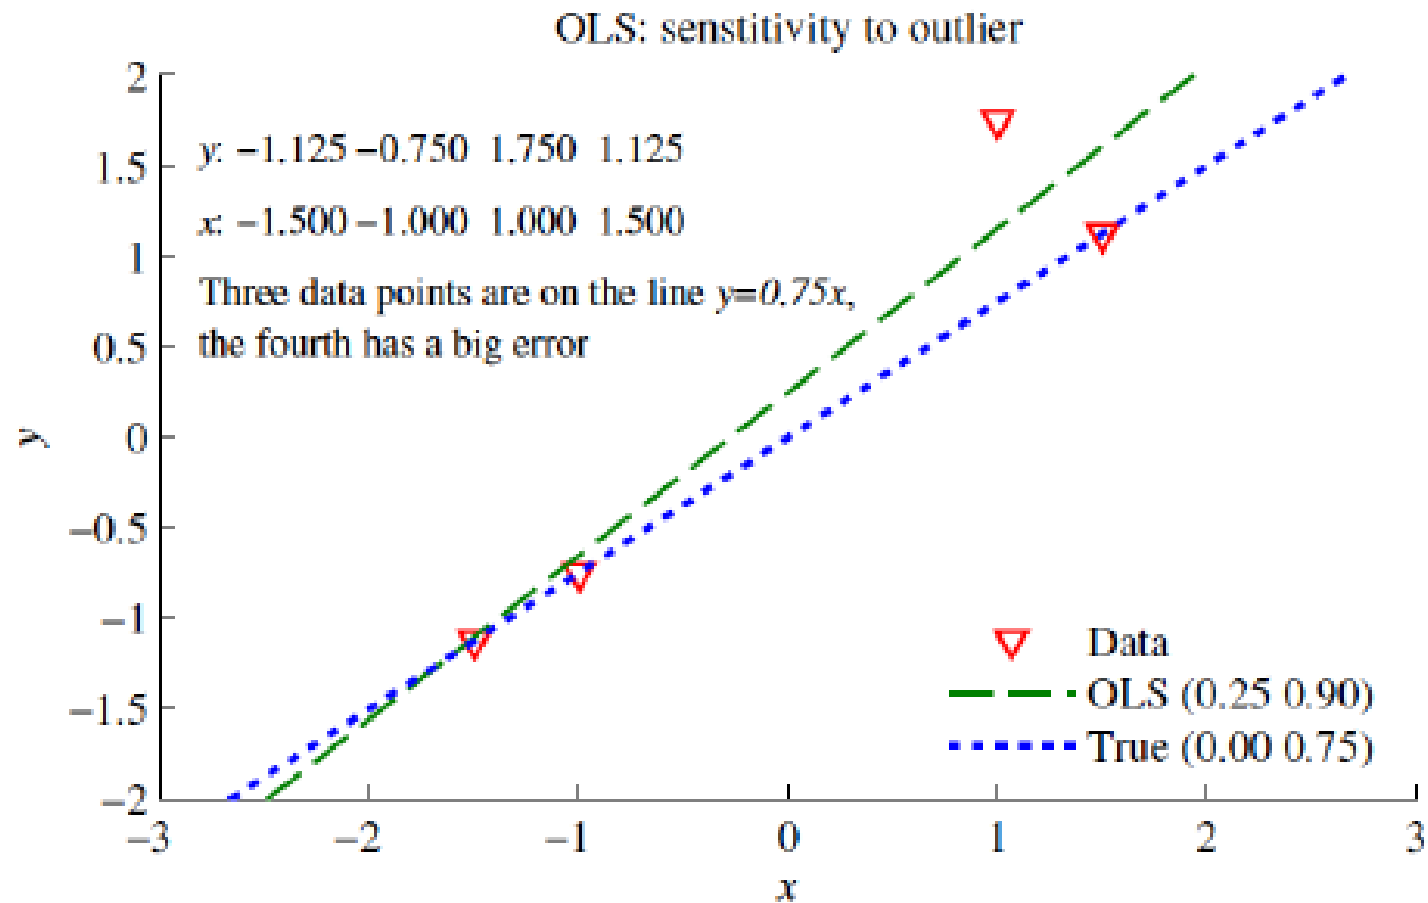 OLS: senstitivity to outlier
y: −1.125 −0.750 1.750 1.125
x: −1.500 −1.000 1.000 1.500
Three data points are on the line y=0.75x,
the fourth has a big error
2
1.5
1
0.5
0
−0.5
−1
−1.5
−2
y
Data
OLS (0.25 0.90)
True (0.00 0.75)
−3 −2 −1 0 1 2 3
x